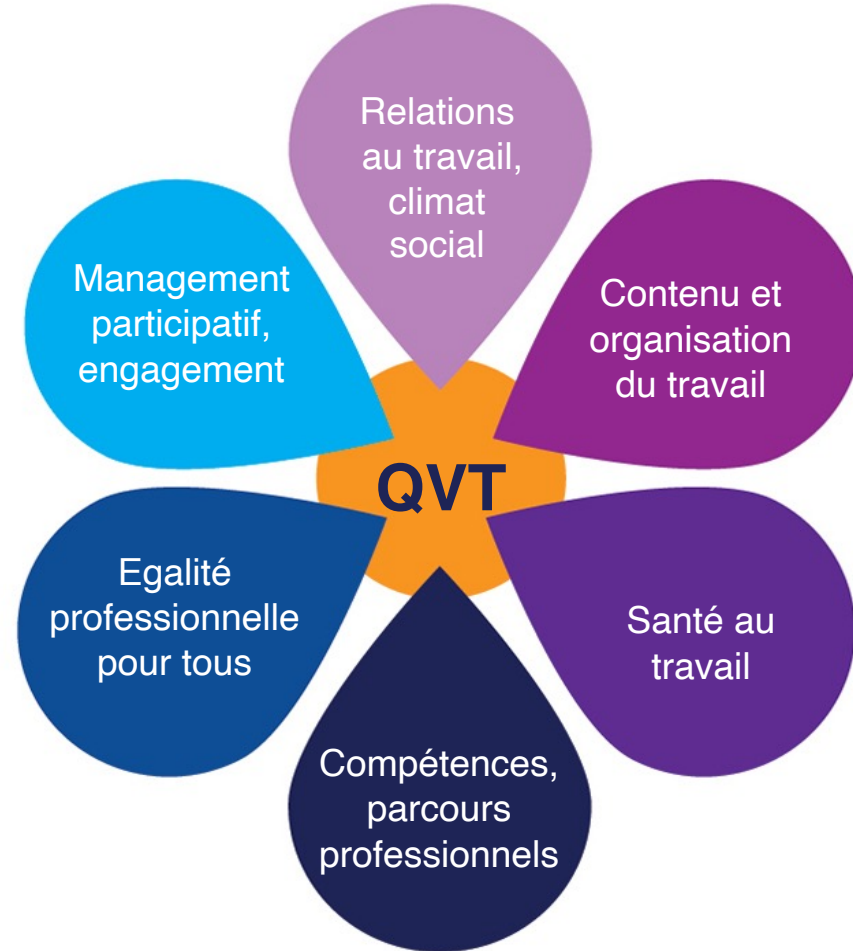 Relations
au travail,
climat
social
Contenu et
organisation
du travail
Santé au
travail
Compétences,
parcours
professionnels
Egalité
professionnelle
pour tous
Management
participatif,
engagement
QVT